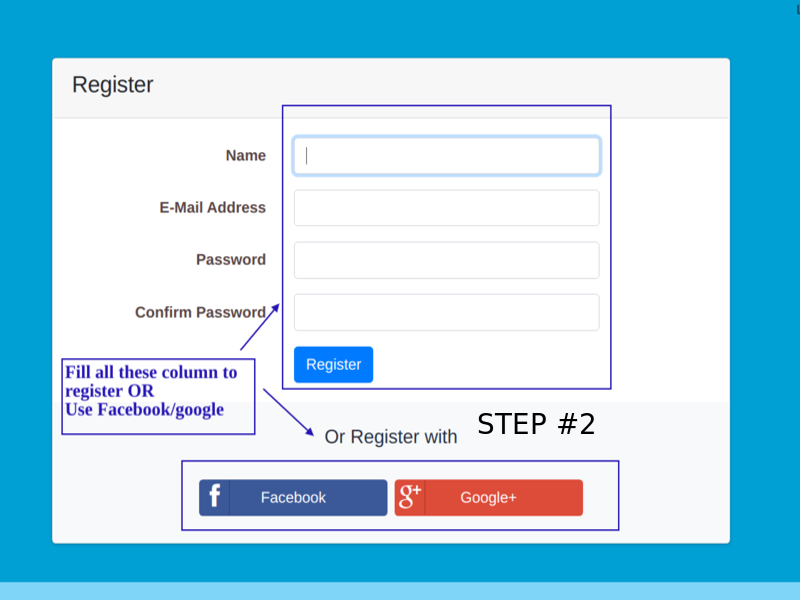 Register
Name
E-Mail Address
Password
Confirm Password
Register
Fill all these column to
register OR
Use Facebook/google
STEP #2
Or Register with
f Facebook
g+ Google+